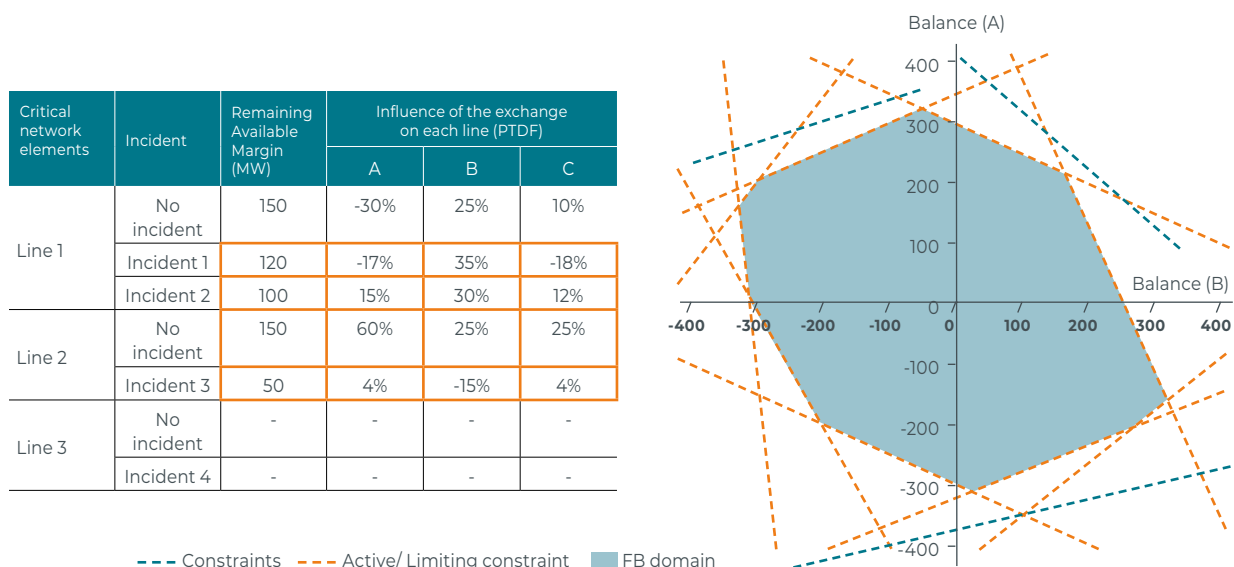 Critical
network
elements
Incident
Remaining
Available
Margin
(MW)
Influence of the exchange
on each line (PTDF)
A B C
Line 1
No
incident
150 -30% 25% 10%
Incident 1 120 -17% 35% -18%
Incident 2 100 15% 30% 12%
Line 2
No
incident
150 60% 25% 25%
Incident 3 50 4% -15% 4%
Line 3
No
incident
- - - -
Incident 4 - - - -
Balance (A)
400
300
200
100
0
-100
-200
-300
-400
Balance (B)
-400 -300 -200 -100 0 100 200 300 400
Constraints Active/ Limiting constraint FB domain